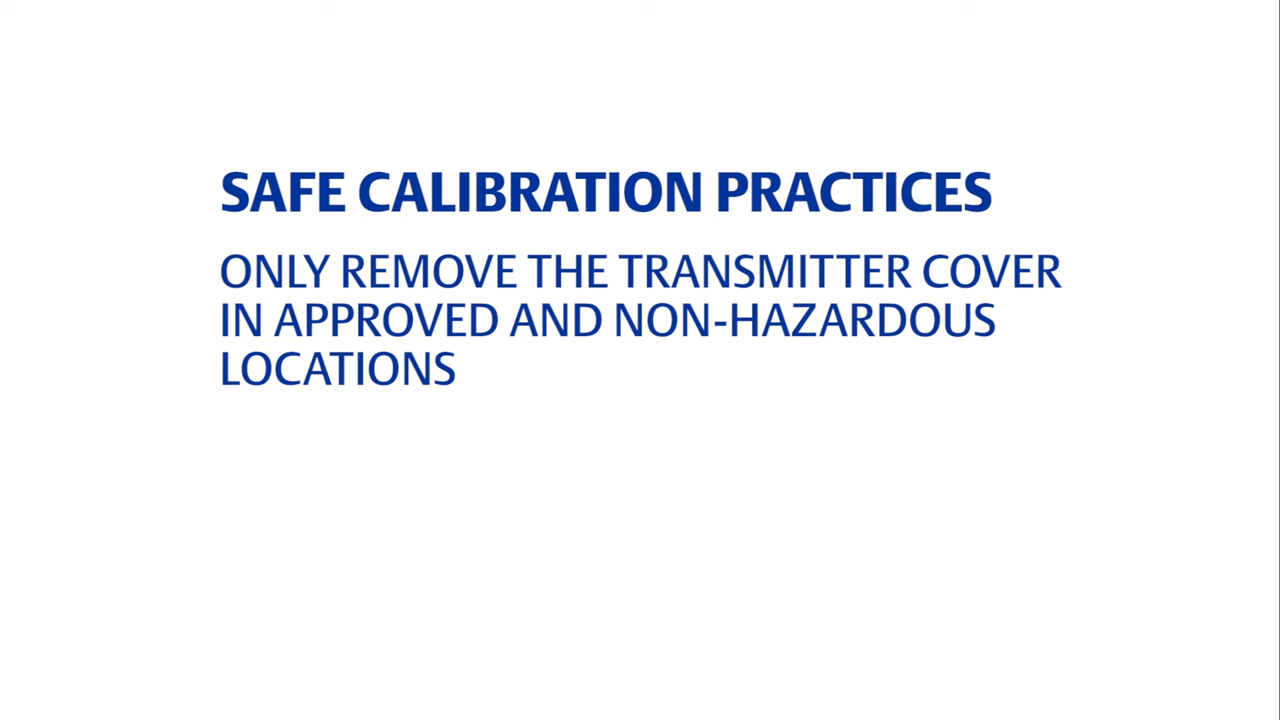 SAFE CALIBRATION PRACTICES
ONLY REMOVE THE TRANSMITTER COVER
IN APPROVED AND NON-HAZARDOUS
LOCATIONS